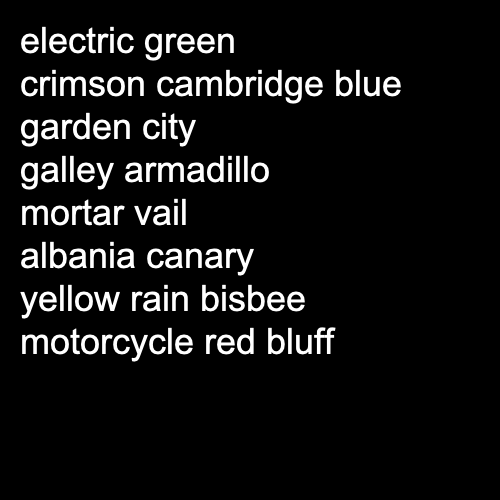 electric green
crimson cambridge blue
garden city
galley armadillo
mortar vail
albania canary
yellow rain bisbee
motorcycle red bluff